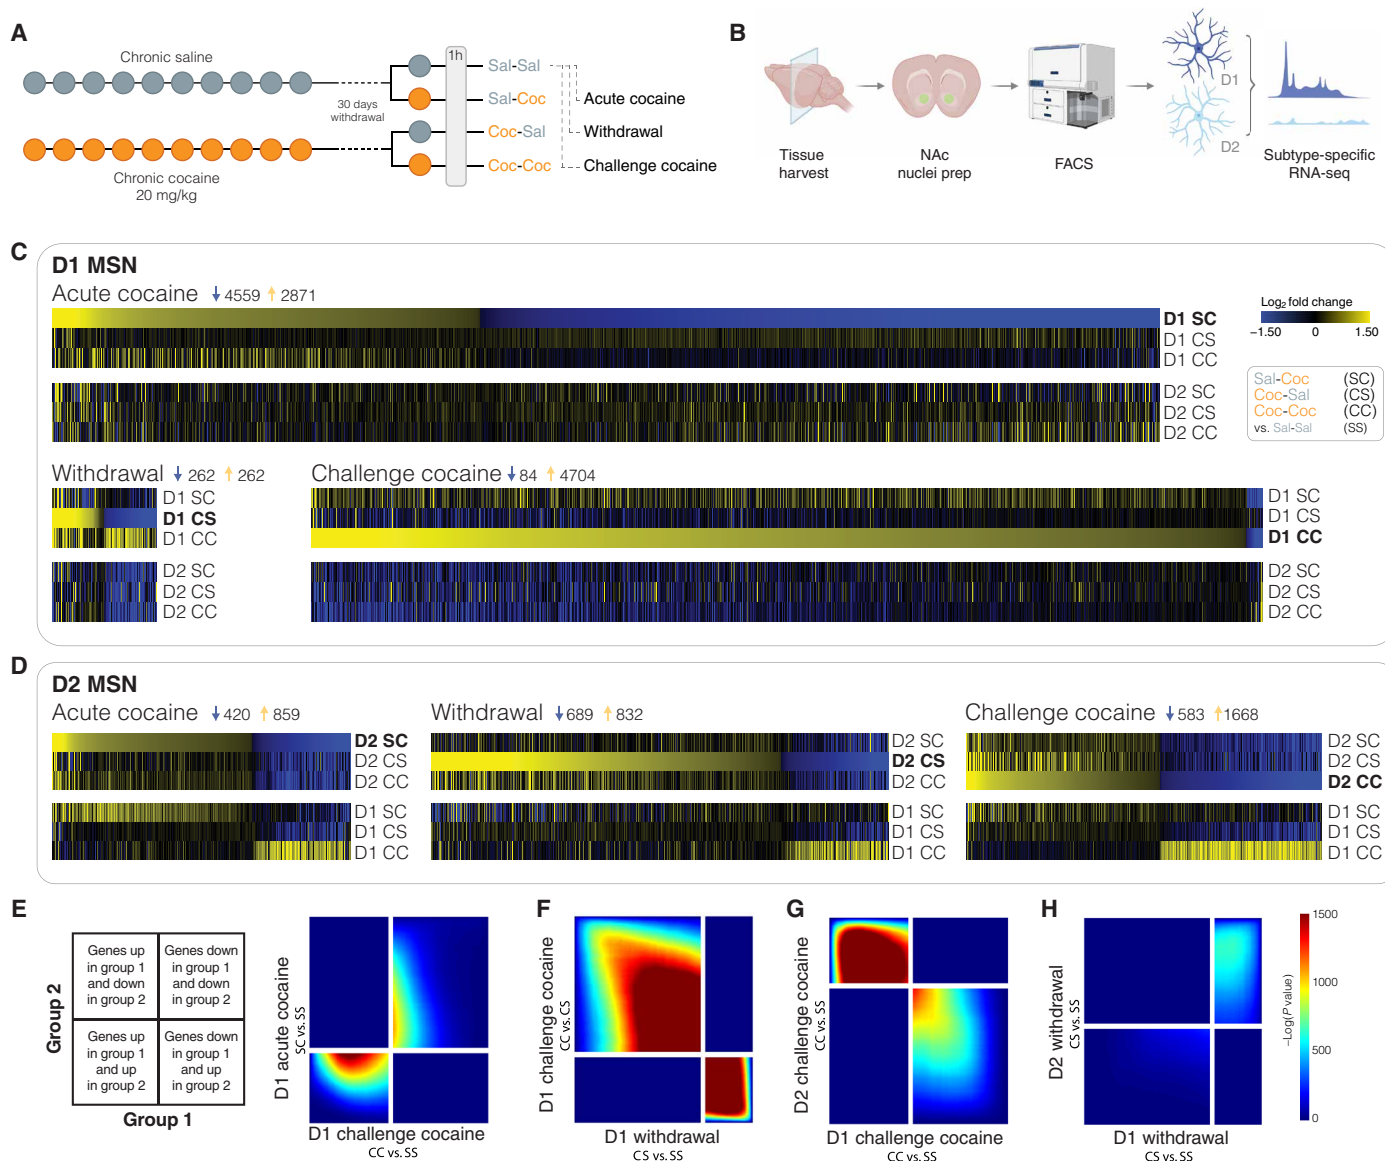 A
Chronic saline
30 days
withdrawal
Chronic cocaine
20 mg/kg
1h
Sal-Sal
Sal-Coc
Coc-Sal
Coc-Coc
Acute cocaine
Withdrawal
Challenge cocaine
B
Tissue
harvest
NAc
nuclei prep
FACS
D1
D2
Subtype-specific
RNA-seq
C
D1 MSN
Acute cocaine ↓ 4559 ↑ 2871
D1 SC
D1 CS
D1 CC
D2 SC
D2 CS
D2 CC
Log2 fold change
−1.50 0 1.50
Sal-Coc (SC)
Coc-Sal (CS)
Coc-Coc (CC)
vs. Sal-Sal (SS)
Withdrawal ↓ 262 ↑ 262
D1 SC
D1 CS
D1 CC
D2 SC
D2 CS
D2 CC
Challenge cocaine ↓ 84 ↑ 4704
D1 SC
D1 CS
D1 CC
D2 SC
D2 CS
D2 CC
D
D2 MSN
Acute cocaine ↓ 420 ↑ 859
D2 SC
D2 CS
D2 CC
D1 SC
D1 CS
D1 CC
Withdrawal ↓ 689 ↑ 832
D2 SC
D2 CS
D2 CC
D1 SC
D1 CS
D1 CC
Challenge cocaine ↓ 583 ↑ 1668
D2 SC
D2 CS
D2 CC
D1 SC
D1 CS
D1 CC
E
Group 2
Genes up
in group 1
and down
in group 2
Genes down
in group 1
and down
in group 2
Genes up
in group 1
and up
in group 2
Genes down
in group 1
and up
in group 2
Group 1
D1 acute cocaine
SC vs. SS
D1 challenge cocaine
CC vs. SS
F
D1 challenge cocaine
CC vs. CS
D1 withdrawal
CS vs. SS
G
D2 challenge cocaine
CC vs. SS
D1 challenge cocaine
CC vs. SS
H
D2 withdrawal
CS vs. SS
D1 withdrawal
CS vs. SS
1500
1000
500
0
−Log(P value)